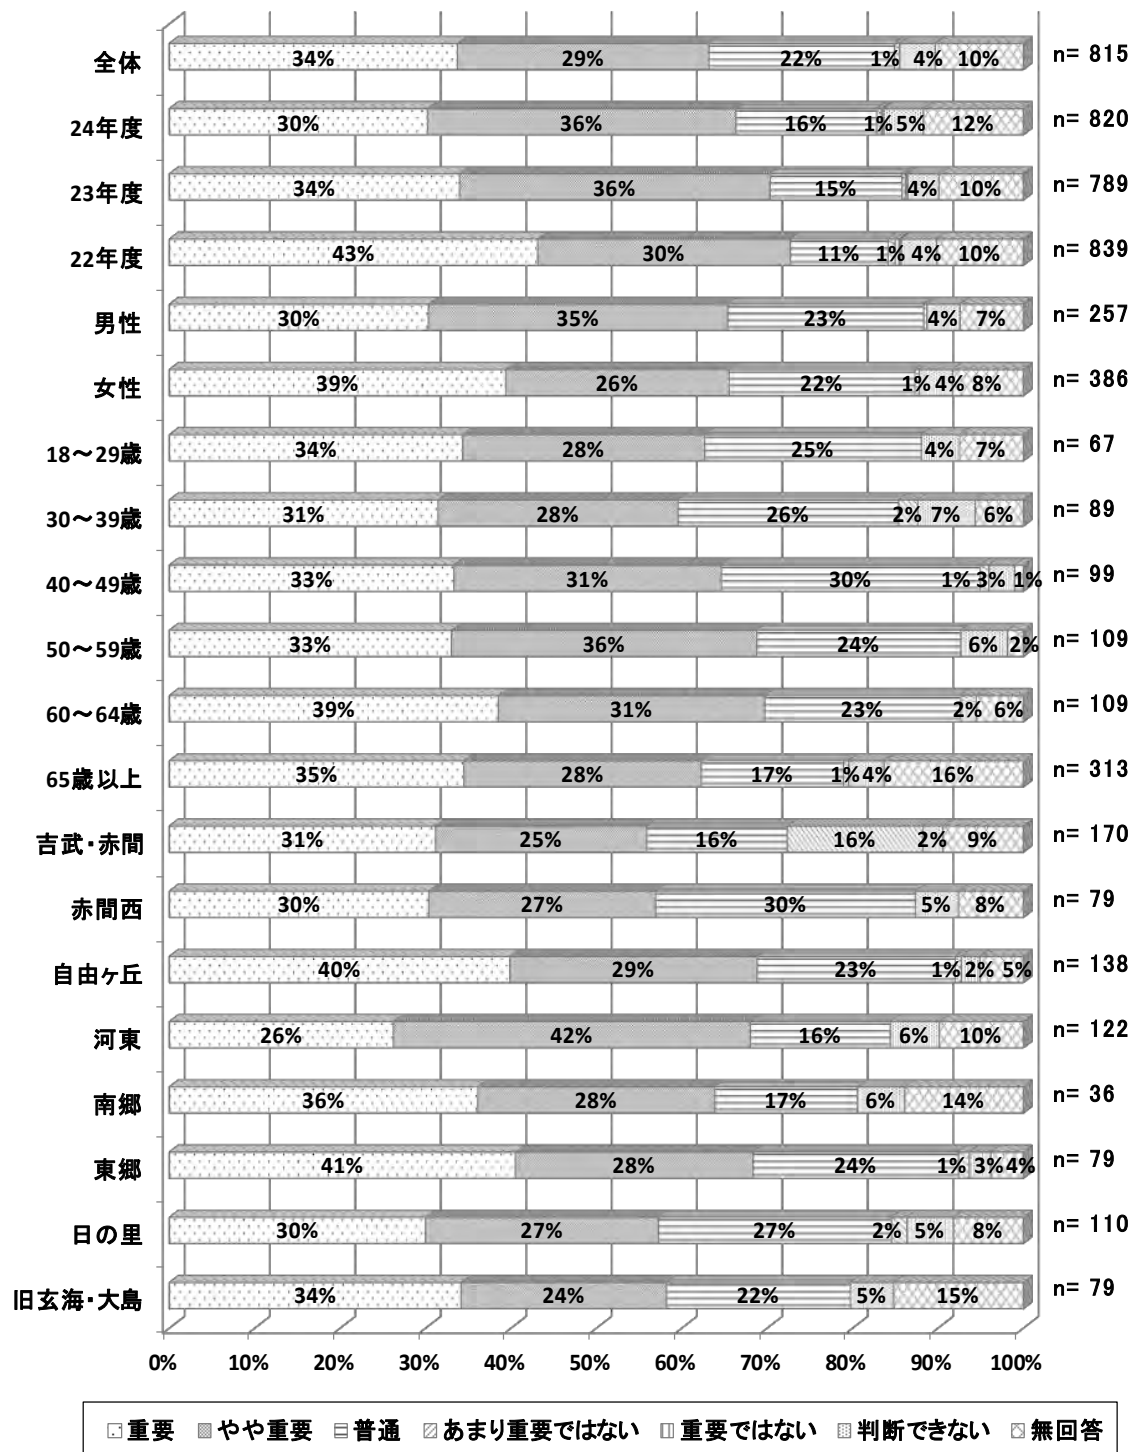 全体 34% 29% 22% 1% 4% 10% n= 815
24年度 30% 36% 16% 1% 5% 12% n= 820
23年度 34% 36% 15% 4% 10% n= 789
22年度 43% 30% 11% 1% 4% 10% n= 839
男性 30% 35% 23% 4% 7% n= 257
女性 39% 26% 22% 1% 4% 8% n= 386
18～29歳 34% 28% 25% 4% 7% n= 67
30～39歳 31% 28% 26% 2% 7% 6% n= 89
40～49歳 33% 31% 30% 1% 3% 1% n= 99
50～59歳 33% 36% 24% 6% 2% n= 109
60～64歳 39% 31% 23% 2% 6% n= 109
65歳以上 35% 28% 17% 1% 4% 16% n= 313
吉武・赤間 31% 25% 16% 16% 2% 9% n= 170
赤間西 30% 27% 30% 5% 8% n= 79
自由ヶ丘 40% 29% 23% 1% 2% 5% n= 138
河東 26% 42% 16% 6% 10% n= 122
南郷 36% 28% 17% 6% 14% n= 36
東郷 41% 28% 24% 1% 3% 4% n= 79
日の里 30% 27% 27% 2% 5% 8% n= 110
旧玄海・大島 34% 24% 22% 5% 15% n= 79
0% 10% 20% 30% 40% 50% 60% 70% 80% 90% 100%
重要 やや重要 普通 あまり重要ではない 重要ではない 判断できない 無回答